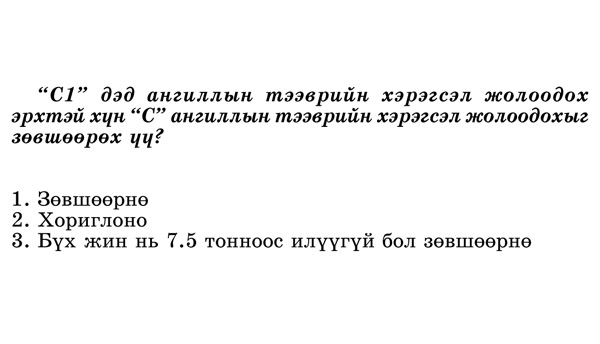 “C1” дэд ангиллын тээврийн хэрэгсэл жолоодох
эрхтэй хүн “C” ангиллын тээврийн хэрэгсэл жолоодохыг
зөвшөөрөх үү?
1. Зөвшөөрнө
2. Хориглоно
3. Бүх жин нь 7.5 тонноос илүүгүй бол зөвшөөрнө